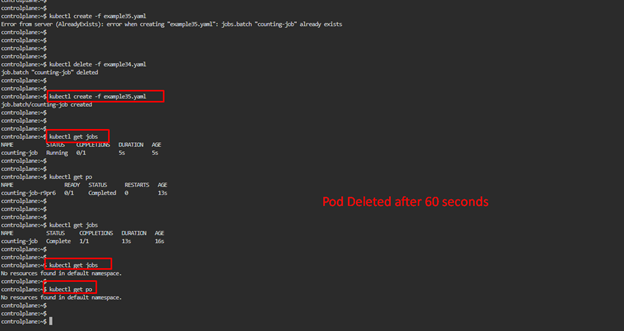 controlplane:~$ kubectl create -f example35.yaml
Error from server (AlreadyExists): error when creating "example35.yaml": jobs.batch "counting-job" already exists
controlplane:~$
controlplane:~$
controlplane:~$
controlplane:~$
controlplane:~$ kubectl delete -f example34.yaml
job.batch "counting-job" deleted
controlplane:~$
controlplane:~$
controlplane:~$ kubectl create -f example35.yaml
job.batch/counting-job created
controlplane:~$
controlplane:~$
controlplane:~$
controlplane:~$ kubectl get jobs
NAME STATUS COMPLETIONS DURATION AGE
counting-job Running 0/1 5s 5s
controlplane:~$
controlplane:~$
controlplane:~$ kubectl get po
NAME READY STATUS RESTARTS AGE
counting-job-r9pr6 0/1 Completed 0 13s
controlplane:~$
controlplane:~$
Pod Deleted after 60 seconds
controlplane:~$
controlplane:~$ kubectl get jobs
NAME STATUS COMPLETIONS DURATION AGE
counting-job Complete 1/1 13s 16s
controlplane:~$
controlplane:~$
controlplane:~$ kubectl get jobs
No resources found in default namespace.
controlplane:~$
controlplane:~$ kubectl get po
No resources found in default namespace.
controlplane:~$
controlplane:~$
controlplane:~$